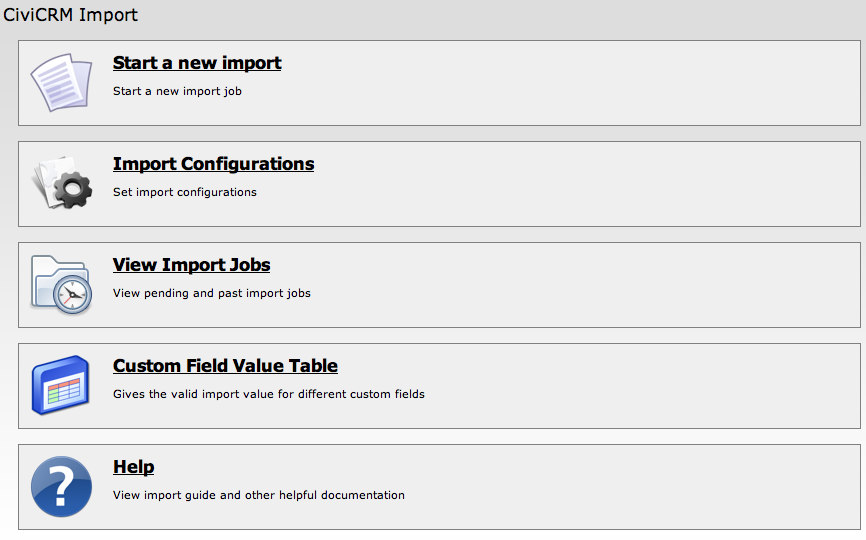 CiviCRM Import
Start a new import
Start a new import job
Import Configurations
Set import configurations
View Import Jobs
View pending and past import jobs
Custom Field Value Table
Gives the valid import value for different custom fields
Help
View import guide and other helpful documentation